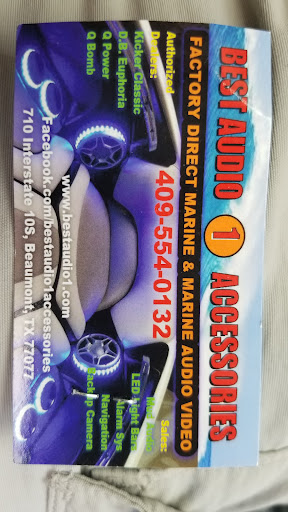 BEST AUDIO 1 ACCESSORIES
FACTORY DIRECT MARINE & MARINE AUDIO VIDEO
409-554-0132
Authorized
Dealers:
Kicker Classic
D.B. Euphoria
Q Power
Q Bomb
Sales:
LED Light Bars
Alarm Sys
Navigation
Backup Camera
www.bestaudio1.com
Facebook.com/bestaudio1accessories
710 Interstate 10S, Beaumont, TX 77077